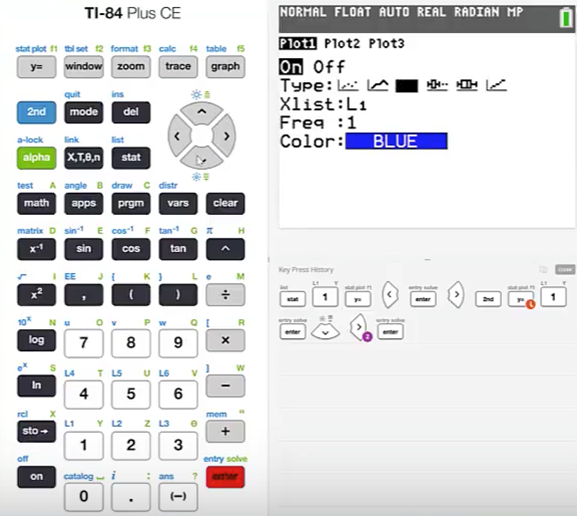 TI-84 Plus CE
stat plot f1 tbl set f2 format f3 calc f4 table f5
y= window zoom trace graph
quit ins
2nd mode del
a-lock link list
alpha X,T,θ,n stat
test A angle B draw C distr
math apps prgm vars clear
matrix D sin⁻¹ E cos⁻¹ F tan⁻¹ G π H
x⁻¹ sin cos tan ^
√ I EE J { K } L e M
x² , ( ) ÷
10ˣ N u O v P w Q [ R
log 7 8 9 ×
eˣ S L4 T L5 U L6 V ] W
ln 4 5 6 −
rcl X L1 Y L2 Z L3 θ mem "
sto→ 1 2 3 +
off catalog i : ans ? entry solve
on 0 . (−) enter
NORMAL FLOAT AUTO REAL RADIAN MP
Plot1 Plot2 Plot3
On Off
Type:
Xlist:L₁
Freq :1
Color: BLUE
Key Press History
CLEAR
list L1 Y stat plot f1 entry solve stat plot f1 L1 Y
stat 1 y= < enter > 2nd y= 1
entry solve entry solve
enter > 2 enter